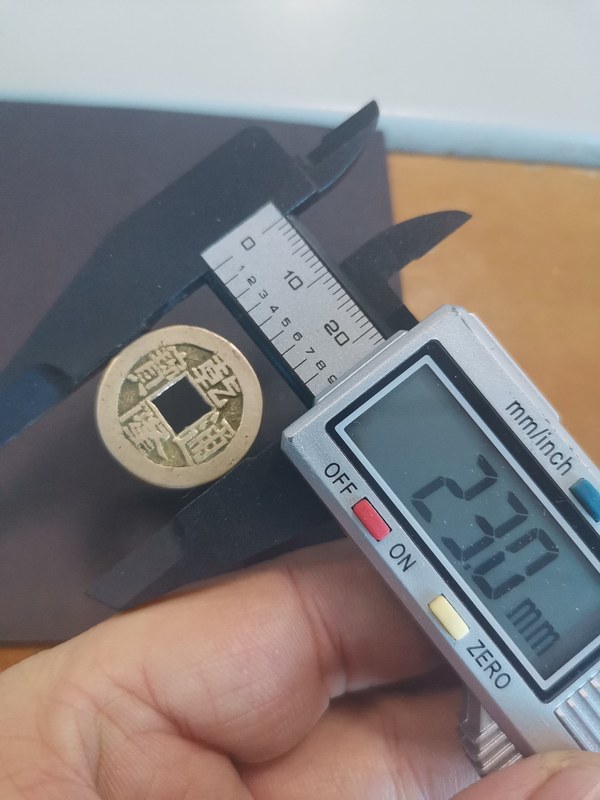 乾隆通寶
0 10 20
1 2 3 4 5 6 7 8 9
mm/inch
23.0 mm
OFF
ON
ZERO